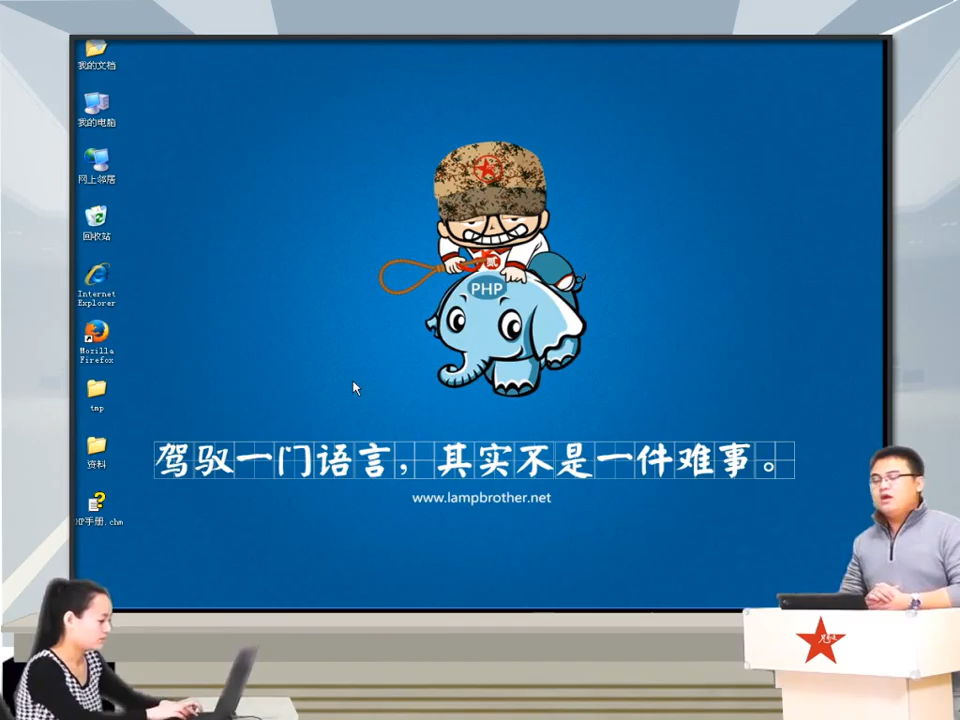 我的文档
我的电脑
网上邻居
回收站
Internet
Explorer
Mozilla
Firefox
tmp
资料
HP手册.chm
PHP
驾驭一门语言，其实不是一件难事。
www.lampbrother.net